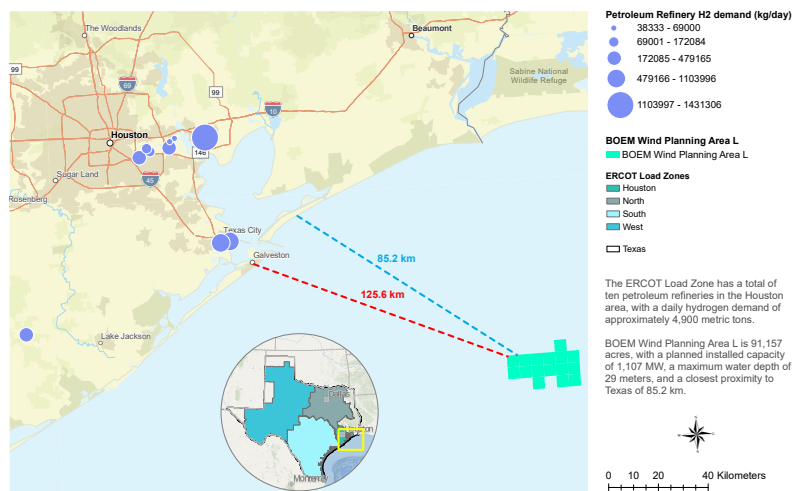 The Woodlands
Beaumont
99
69
99
10
Sabine National
Wildlife Refuge
Houston
146
45
Sugar Land
Rosenberg
Texas City
Galveston
85.2 km
125.6 km
Lake Jackson
Dallas
Houston
Monterrey
Petroleum Refinery H2 demand (kg/day)
38333 - 69000
69001 - 172084
172085 - 479165
479166 - 1103996
1103997 - 1431306
BOEM Wind Planning Area L
BOEM Wind Planning Area L
ERCOT Load Zones
Houston
North
South
West
Texas
The ERCOT Load Zone has a total of
ten petroleum refineries in the Houston
area, with a daily hydrogen demand of
approximately 4,900 metric tons.
BOEM Wind Planning Area L is 91,157
acres, with a planned installed capacity
of 1,107 MW, a maximum water depth of
29 meters, and a closest proximity to
Texas of 85.2 km.
0 10 20 40 Kilometers